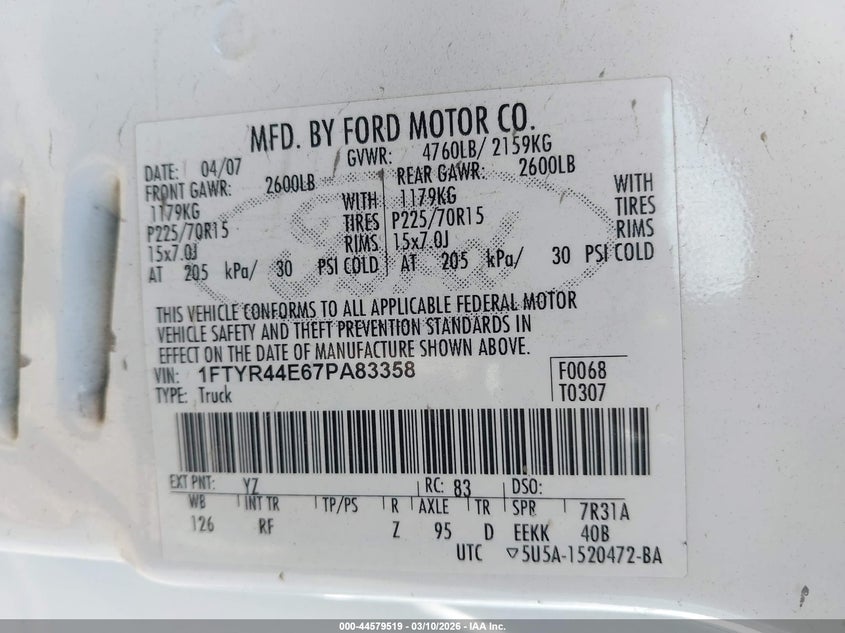 MFD. BY FORD MOTOR CO.
DATE: 04/07 GVWR: 4760LB/ 2159KG
FRONT GAWR: 2600LB REAR GAWR: 2600LB
1179KG WITH 1179KG WITH
P225/70R15 TIRES P225/70R15 TIRES
15x7.0J RIMS 15x7.0J RIMS
AT 205 kPa/ 30 PSI COLD AT 205 kPa/ 30 PSI COLD
THIS VEHICLE CONFORMS TO ALL APPLICABLE FEDERAL MOTOR
VEHICLE SAFETY AND THEFT PREVENTION STANDARDS IN
EFFECT ON THE DATE OF MANUFACTURE SHOWN ABOVE.
VIN: 1FTYR44E67PA83358 F0068
TYPE: Truck T0307
EXT PNT: YZ RC: 83 DSO:
WB INT TR TP/PS R AXLE TR SPR 7R31A
126 RF Z 95 D EEKK 40B
UTC ▽5U5A-1520472-BA
000-44579519 - 03/10/2026 - IAA Inc.